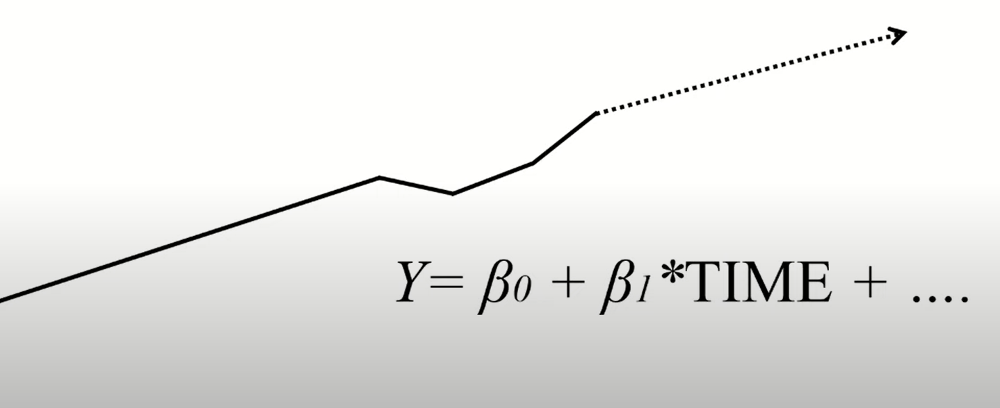 Y= β0 + β1*TIME + ....